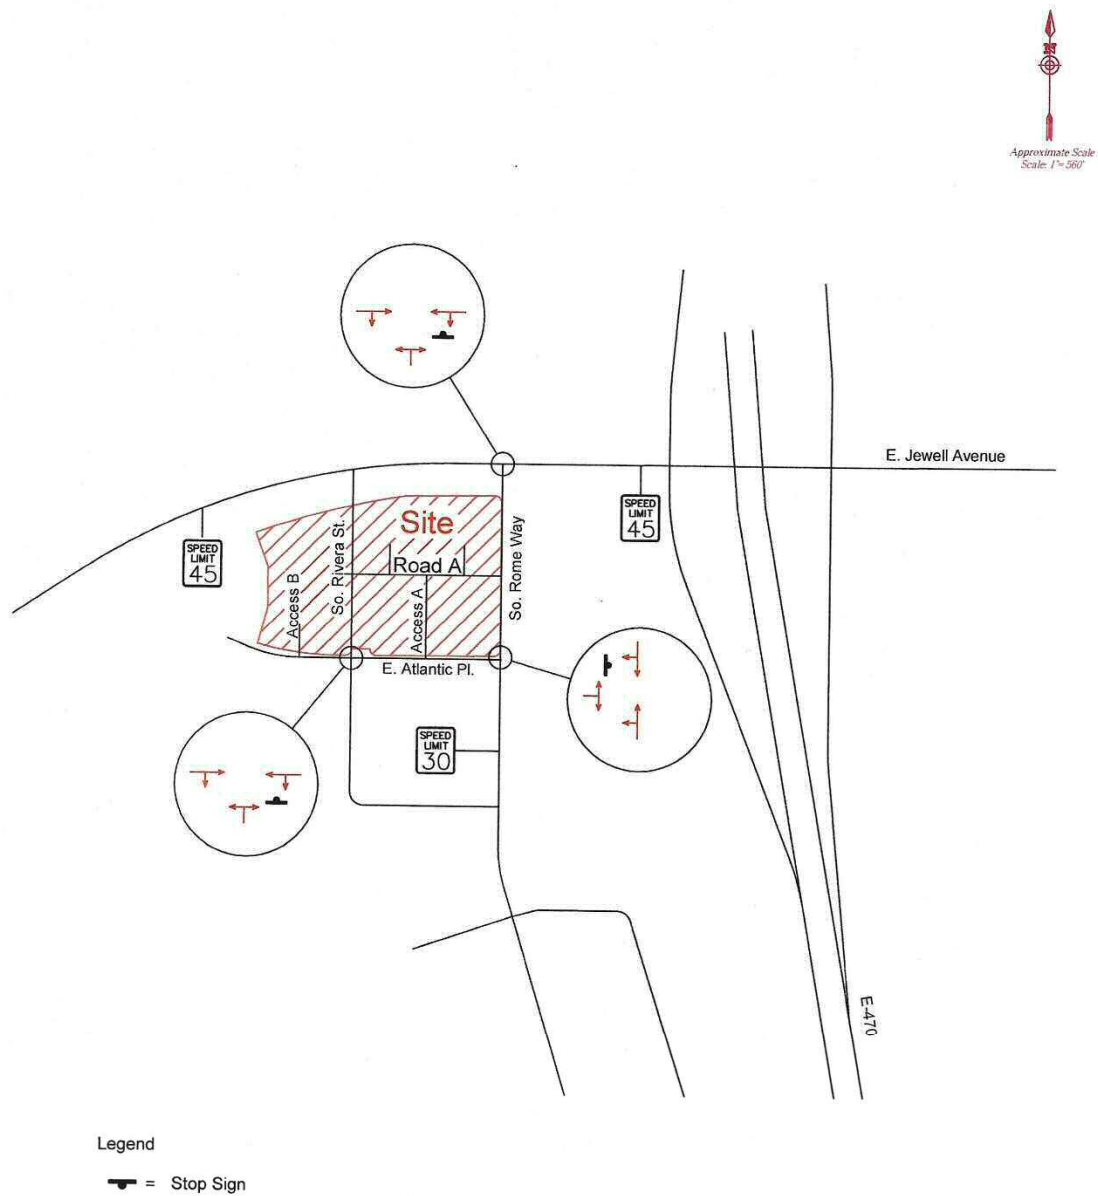 N
Approximate Scale
Scale: 1"=560'
E. Jewell Avenue
SPEED
LIMIT
45
SPEED
LIMIT
45
Site
Road A
So. Rivera St.
So. Rome Way
Access B
Access A
E. Atlantic Pl.
SPEED
LIMIT
30
E-470
Legend
= Stop Sign